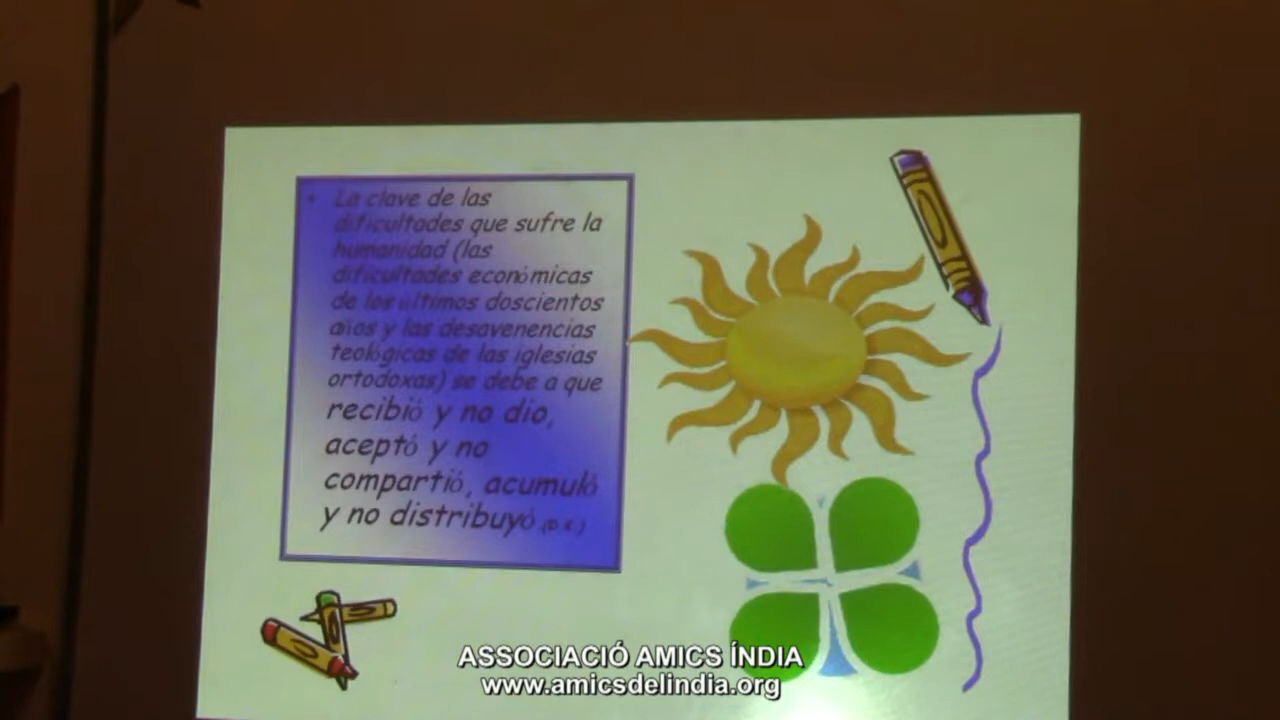 • La clave de las
dificultades que sufre la
humanidad (las
dificultades económicas
de los últimos doscientos
años y las desavenencias
teologicas de las iglesias
ortodoxas) se debe a que
recibió y no dio,
aceptó y no
compartió, acumuló
y no distribuyó.(D.K.)
ASSOCIACIÓ AMICS ÍNDIA
www.amicsdelindia.org